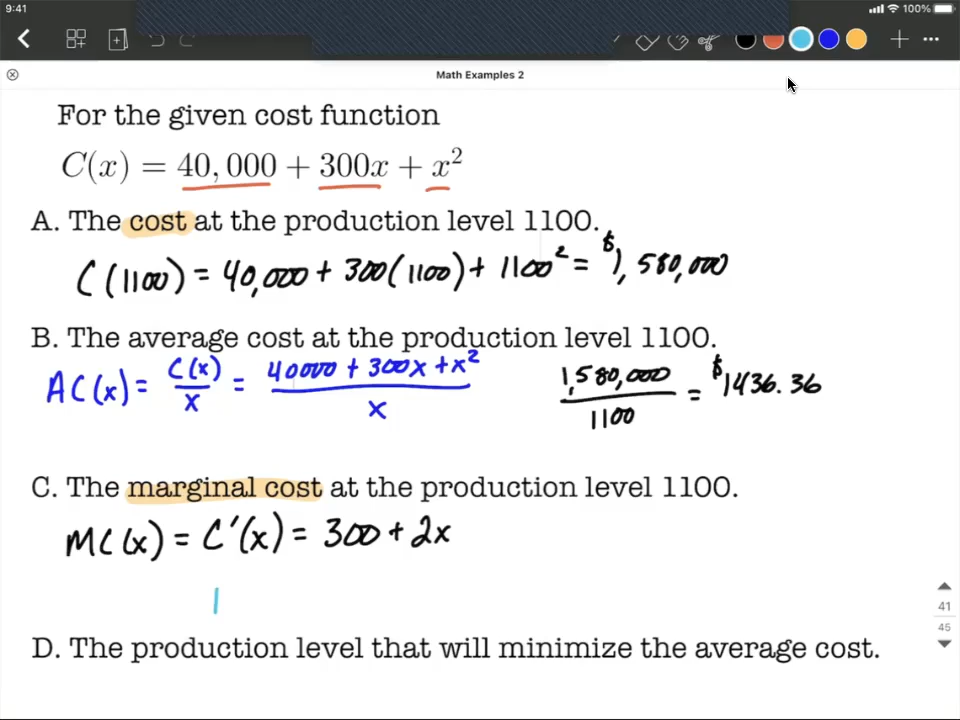 9:41
100%
Math Examples 2
For the given cost function
C(x) = 40,000 + 300x + x²
A. The cost at the production level 1100.
C(1100) = 40,000 + 300(1100) + 1100² = $1,580,000
B. The average cost at the production level 1100.
AC(x) = C(x)/x = 40000 + 300x + x²/x
1,580,000/1100 = $1436.36
C. The marginal cost at the production level 1100.
MC(x) = C'(x) = 300 + 2x
41
45
D. The production level that will minimize the average cost.